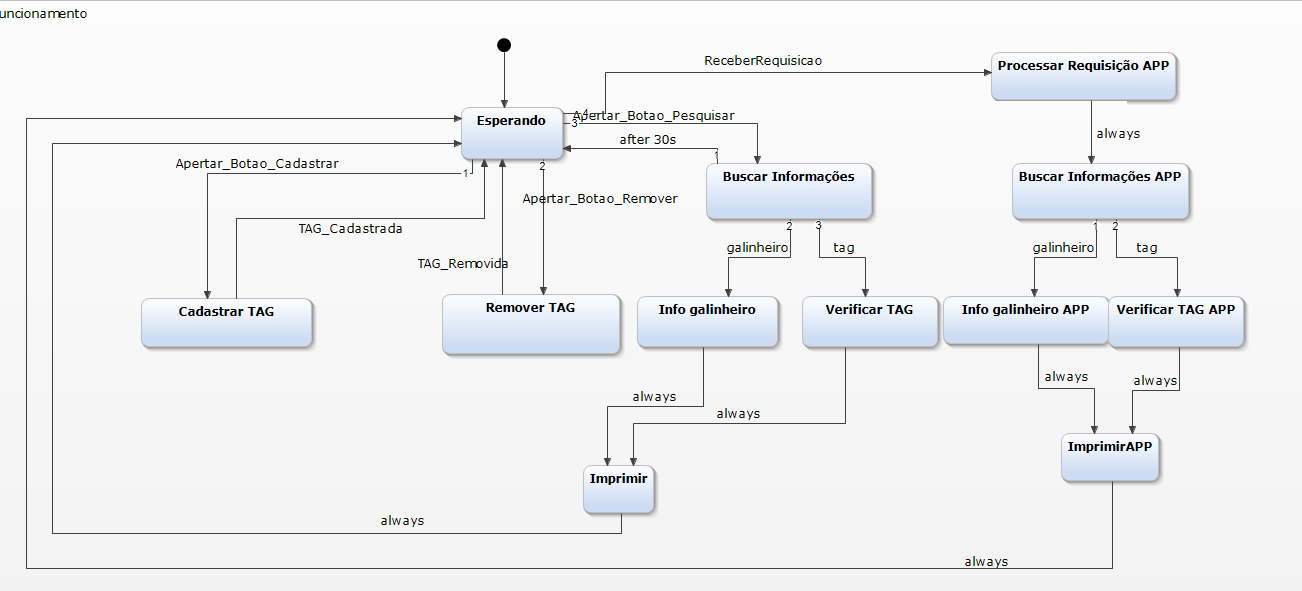 uncionamento
ReceberRequisicao
Processar Requisição APP
Esperando
4
Apertar_Botao_Pesquisar
3
always
after 30s
1
Apertar_Botao_Cadastrar
1
2
Buscar Informações
Buscar Informações APP
Apertar_Botao_Remover
TAG_Cadastrada
2
3
1
2
galinheiro
tag
galinheiro
tag
TAG_Removida
Cadastrar TAG
Remover TAG
Info galinheiro
Verificar TAG
Info galinheiro APP
Verificar TAG APP
always
always
always
always
ImprimirAPP
Imprimir
always
always